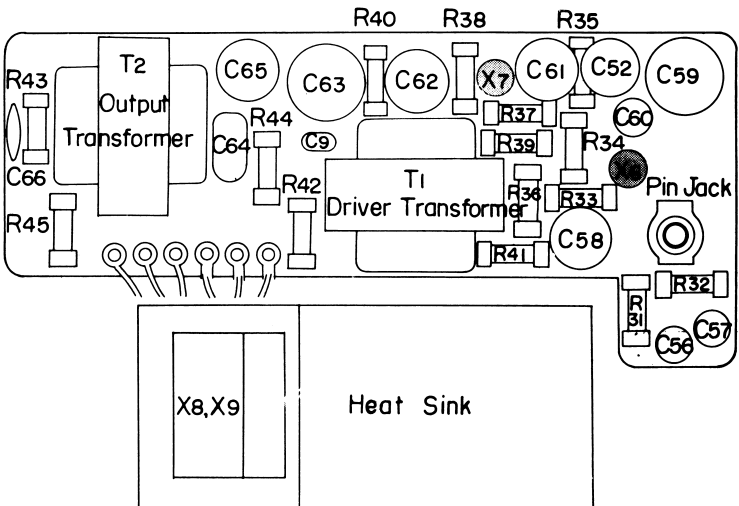 R40 R38 R35
T2
Output
Transformer
R43
C65
C63
C62
X7
C61
C52
C59
R37
C60
R44
C64
C9
R39
R34
C66
X6
T1
Driver Transformer
R36
Pin Jack
R42
R33
R45
C58
R41
R32
R
31
C56
C57
X8,X9
Heat Sink